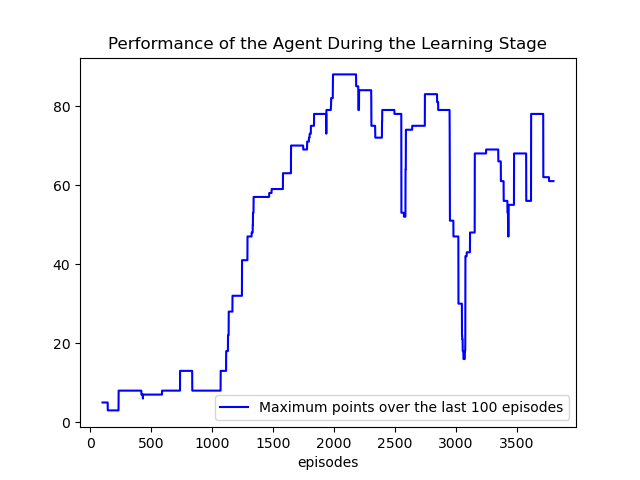 Performance of the Agent During the Learning Stage
80
60
40
20
0
Maximum points over the last 100 episodes
0 500 1000 1500 2000 2500 3000 3500
episodes